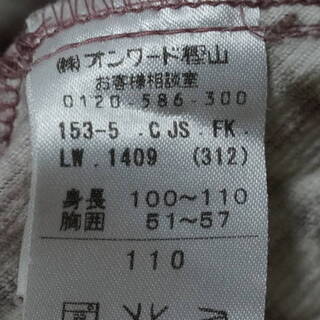 (株)オンワード樫山
お客様相談室
0120-586-300
153-5 .CJS.FK.
LW.1409 (312)
身長 100~110
胸囲 51~57
110